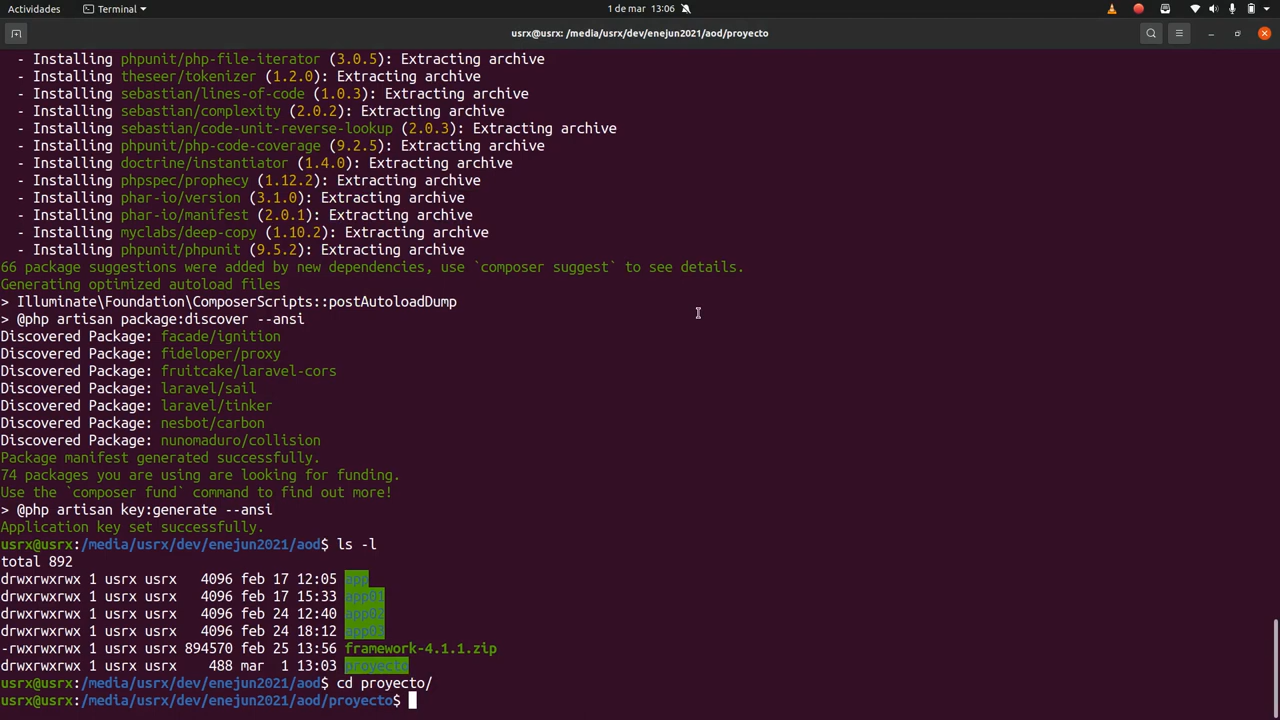 Actividades Terminal 1 de mar 13:06
usrx@usrx: /media/usrx/dev/enejun2021/aod/proyecto
- Installing phpunit/php-file-iterator (3.0.5): Extracting archive
- Installing theseer/tokenizer (1.2.0): Extracting archive
- Installing sebastian/lines-of-code (1.0.3): Extracting archive
- Installing sebastian/complexity (2.0.2): Extracting archive
- Installing sebastian/code-unit-reverse-lookup (2.0.3): Extracting archive
- Installing phpunit/php-code-coverage (9.2.5): Extracting archive
- Installing doctrine/instantiator (1.4.0): Extracting archive
- Installing phpspec/prophecy (1.12.2): Extracting archive
- Installing phar-io/version (3.1.0): Extracting archive
- Installing phar-io/manifest (2.0.1): Extracting archive
- Installing myclabs/deep-copy (1.10.2): Extracting archive
- Installing phpunit/phpunit (9.5.2): Extracting archive
66 package suggestions were added by new dependencies, use `composer suggest` to see details.
Generating optimized autoload files
> Illuminate\Foundation\ComposerScripts::postAutoloadDump
> @php artisan package:discover --ansi
Discovered Package: facade/ignition
Discovered Package: fideloper/proxy
Discovered Package: fruitcake/laravel-cors
Discovered Package: laravel/sail
Discovered Package: laravel/tinker
Discovered Package: nesbot/carbon
Discovered Package: nunomaduro/collision
Package manifest generated successfully.
74 packages you are using are looking for funding.
Use the `composer fund` command to find out more!
> @php artisan key:generate --ansi
Application key set successfully.
usrx@usrx:/media/usrx/dev/enejun2021/aod$ ls -l
total 892
drwxrwxrwx 1 usrx usrx 4096 feb 17 12:05 app
drwxrwxrwx 1 usrx usrx 4096 feb 17 15:33 app01
drwxrwxrwx 1 usrx usrx 4096 feb 24 12:40 app02
drwxrwxrwx 1 usrx usrx 4096 feb 24 18:12 app03
-rwxrwxrwx 1 usrx usrx 894570 feb 25 13:56 framework-4.1.1.zip
drwxrwxrwx 1 usrx usrx 488 mar 1 13:03 proyecto
usrx@usrx:/media/usrx/dev/enejun2021/aod$ cd proyecto/
usrx@usrx:/media/usrx/dev/enejun2021/aod/proyecto$